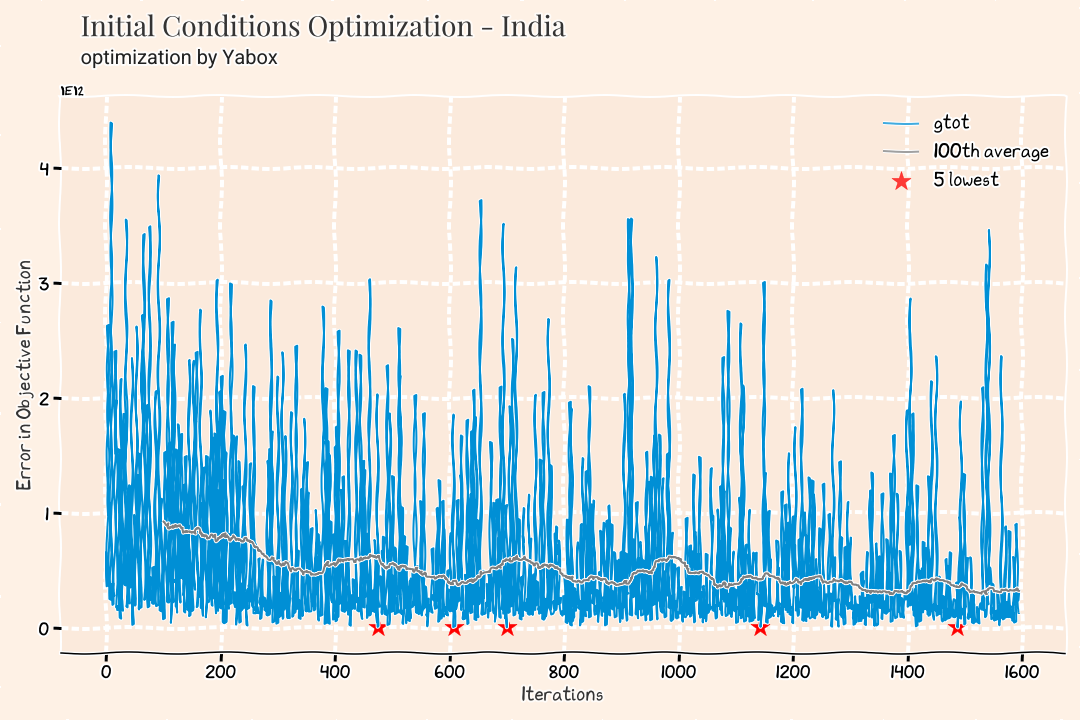 Initial Conditions Optimization - India
optimization by Yabox
1E12
gtot
100th average
5 lowest
4
3
2
1
0
Error in Objective Function
0 200 400 600 800 1000 1200 1400 1600
Iterations